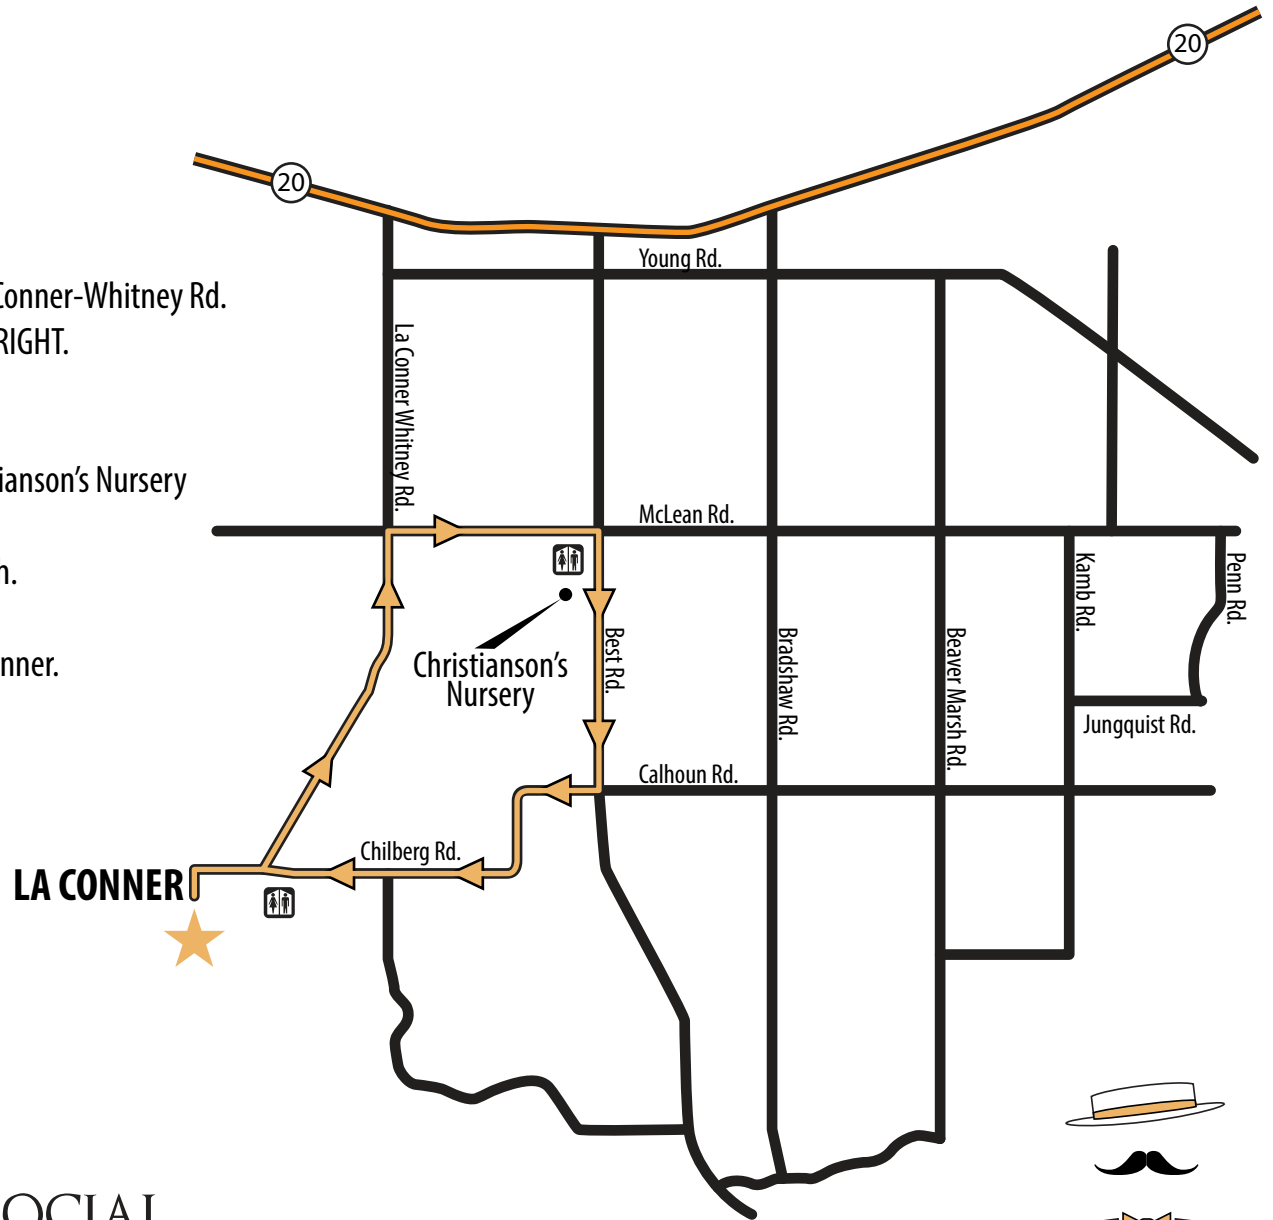 20
20
Young Rd.
Conner-Whitney Rd.
RIGHT.
La Conner Whitney Rd.
ianson's Nursery
McLean Rd.
Kamb Rd.
Penn Rd.
nner.
Christianson's
Nursery
Best Rd.
Bradshaw Rd.
Beaver Marsh Rd.
Jungquist Rd.
Calhoun Rd.
Chilberg Rd.
LA CONNER
OCIAL